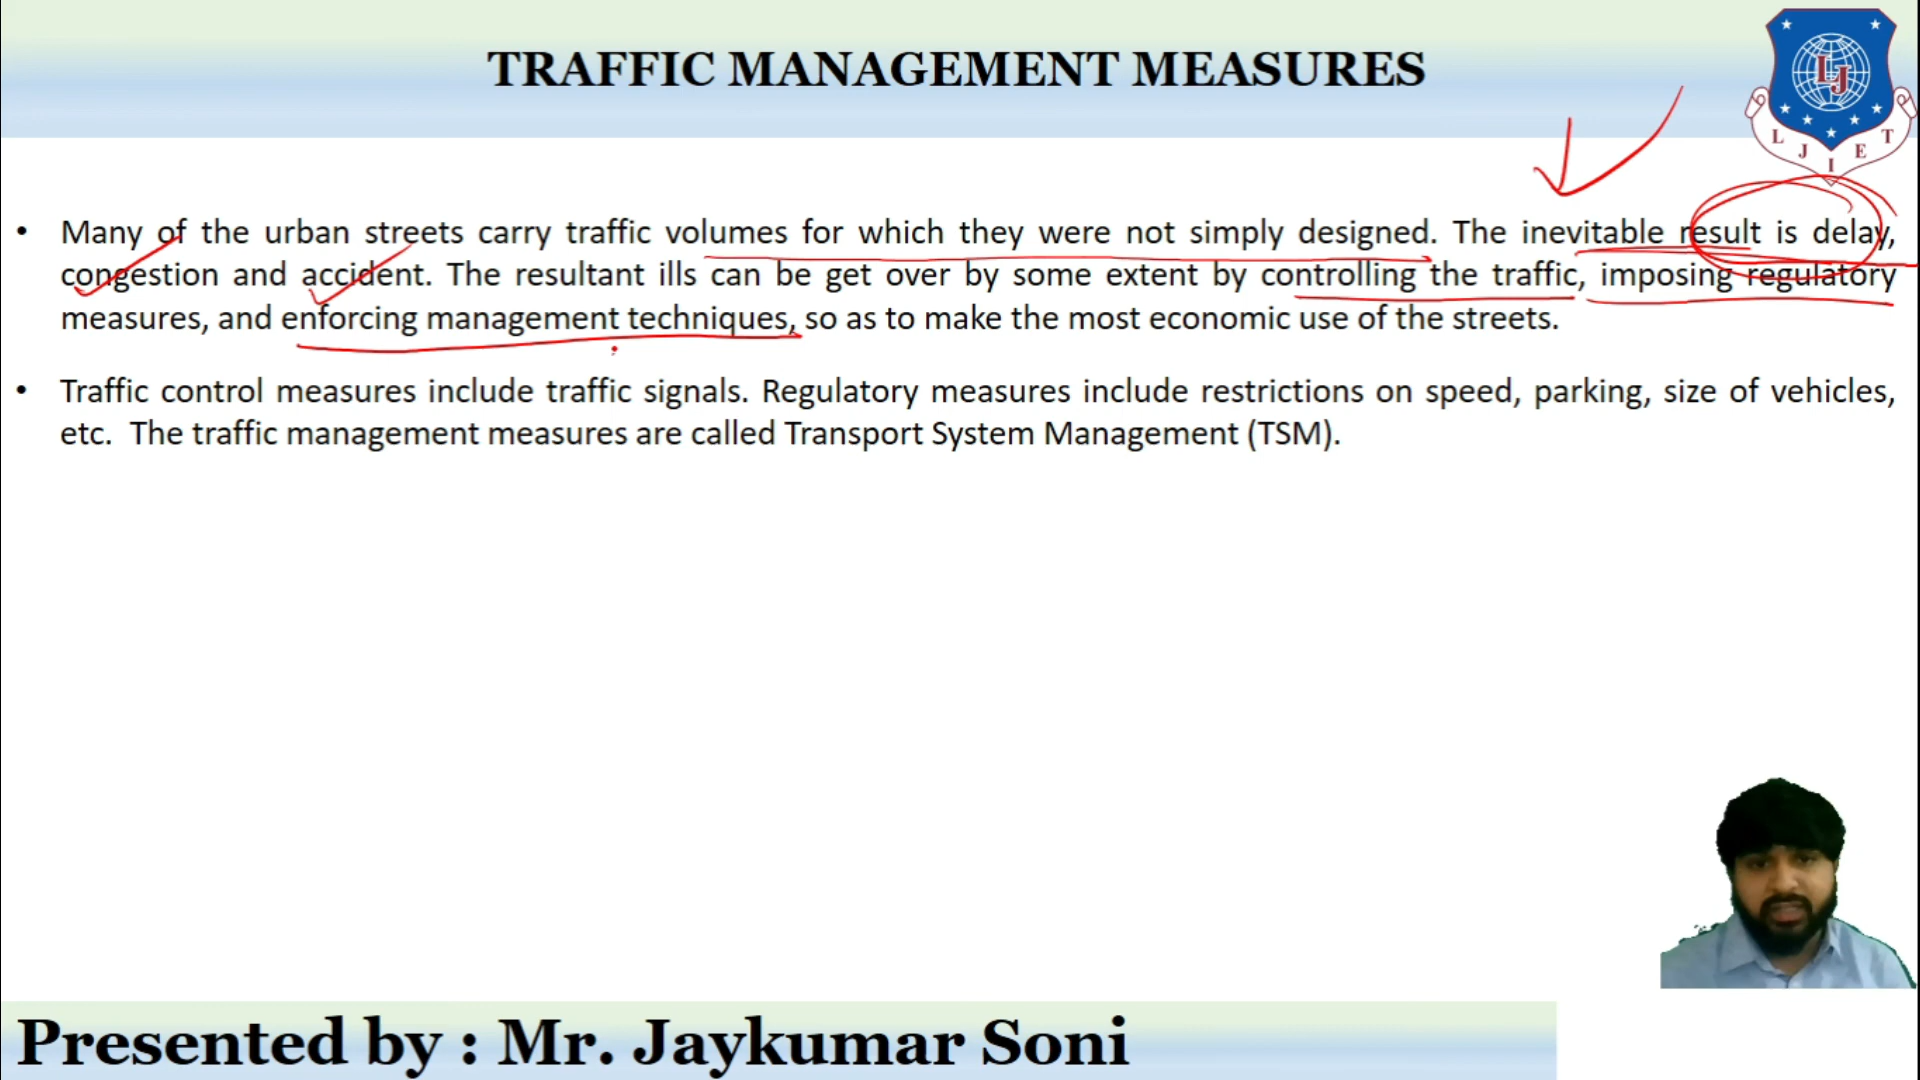 TRAFFIC MANAGEMENT MEASURES
LJ
L J I E T
• Many of the urban streets carry traffic volumes for which they were not simply designed. The inevitable result is delay,
congestion and accident. The resultant ills can be get over by some extent by controlling the traffic, imposing regulatory
measures, and enforcing management techniques, so as to make the most economic use of the streets.
• Traffic control measures include traffic signals. Regulatory measures include restrictions on speed, parking, size of vehicles,
etc. The traffic management measures are called Transport System Management (TSM).
Presented by : Mr. Jaykumar Soni